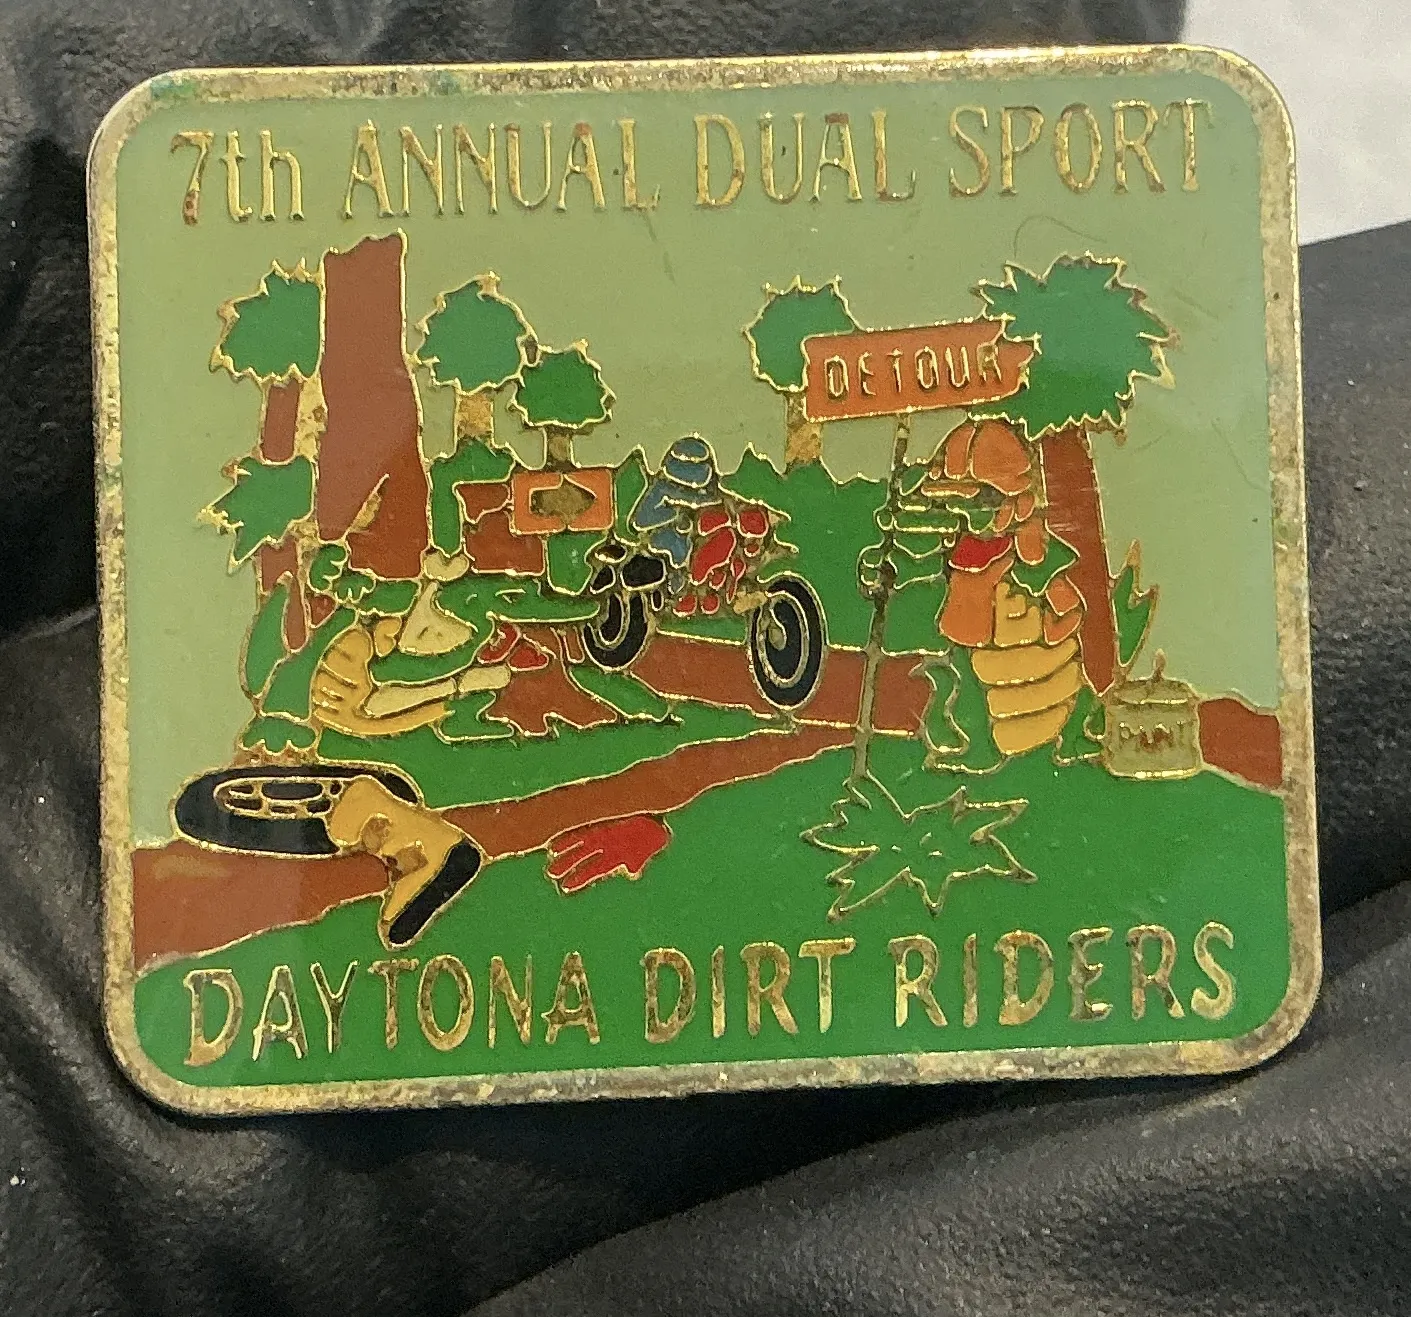 7th ANNUAL DUAL SPORT
DETOUR
PAINT
DAYTONA DIRT RIDERS